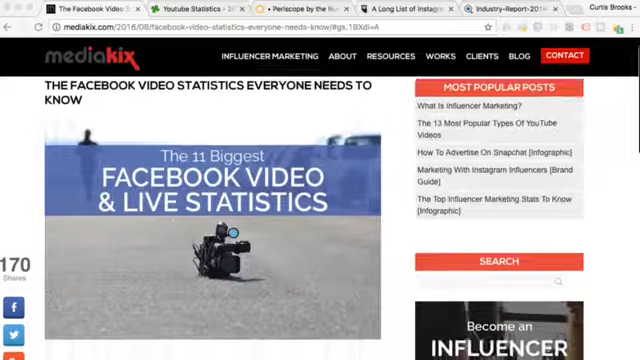 The Facebook Video S
Youtube Statistics - 2
Periscope by the Nu
A Long List of Instagra
Industry-Report-201
Curtis Brooks
mediakix.com/2016/08/facebook-video-statistics-everyone-needs-know/#gs.1BXdi=A
mediakix
INFLUENCER MARKETING
ABOUT
RESOURCES
WORKS
CLIENTS
BLOG
CONTACT
THE FACEBOOK VIDEO STATISTICS EVERYONE NEEDS TO
KNOW
The 11 Biggest
FACEBOOK VIDEO
& LIVE STATISTICS
170
Shares
MOST POPULAR POSTS
What Is Influencer Marketing?
The 13 Most Popular Types Of YouTube
Videos
How To Advertise On Snapchat [Infographic]
Marketing With Instagram Influencers [Brand
Guide]
The Top Influencer Marketing Stats To Know
[Infographic]
SEARCH
Become an
INFLUENCER